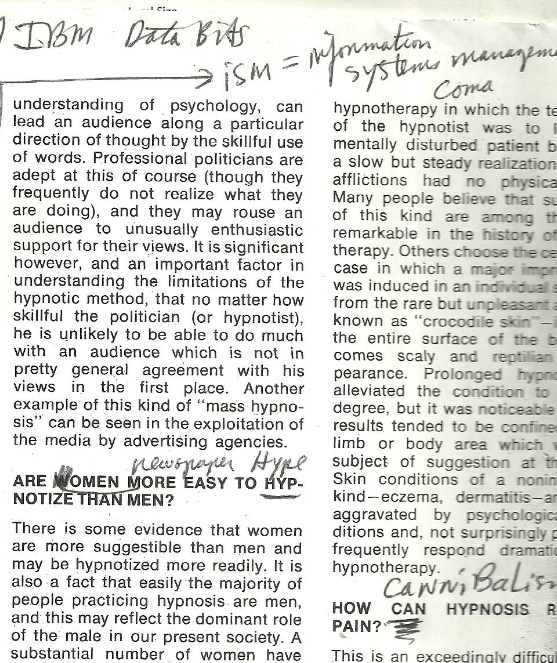 IBM Data Bits
ISM = information
systems manageme
Coma
understanding of psychology, can
lead an audience along a particular
direction of thought by the skillful use
of words. Professional politicians are
adept at this of course (though they
frequently do not realize what they
are doing), and they may rouse an
audience to unusually enthusiastic
support for their views. It is significant
however, and an important factor in
understanding the limitations of the
hypnotic method, that no matter how
skillful the politician (or hypnotist),
he is unlikely to be able to do much
with an audience which is not in
pretty general agreement with his
views in the first place. Another
example of this kind of "mass hypno-
sis" can be seen in the exploitation of
the media by advertising agencies.
newspaper Hype
ARE WOMEN MORE EASY TO HYP-
NOTIZE THAN MEN?
There is some evidence that women
are more suggestible than men and
may be hypnotized more readily. It is
also a fact that easily the majority of
people practicing hypnosis are men,
and this may reflect the dominant role
of the male in our present society. A
substantial number of women have
hypnotherapy in which the te
of the hypnotist was to l
mentally disturbed patient b
a slow but steady realization
afflictions had no physica
Many people believe that su
of this kind are among th
remarkable in the history of
therapy. Others choose the ce
case in which a major impr
was induced in an individual s
from the rare but unpleasant a
known as "crocodile skin"—
the entire surface of the b
comes scaly and reptilian
pearance. Prolonged hypno
alleviated the condition to
degree, but it was noticeable
results tended to be confine
limb or body area which w
subject of suggestion at th
Skin conditions of a nonin
kind—eczema, dermatitis—ar
aggravated by psychologica
ditions and, not surprisingly p
frequently respond dramatic
hypnotherapy.
CanniBalism
HOW CAN HYPNOSIS R
PAIN?
This is an exceedingly difficul